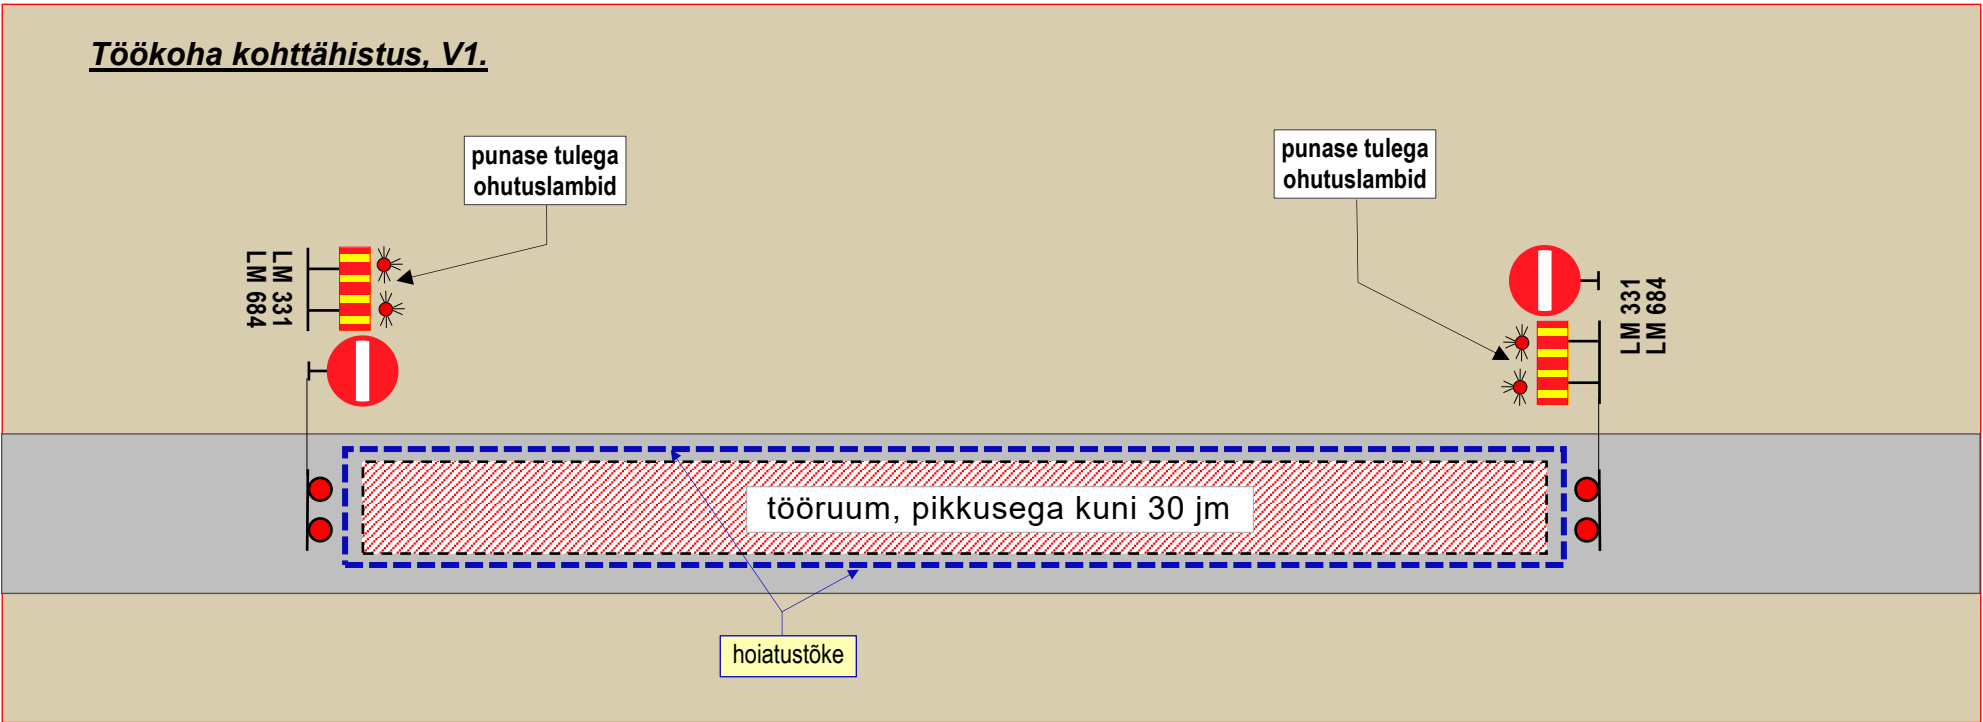 Töökoha kohttähistus, V1.
punase tulega
ohutuslambid
punase tulega
ohutuslambid
LM 331
LM 684
LM 331
LM 684
tööruum, pikkusega kuni 30 jm
hoiatustõke